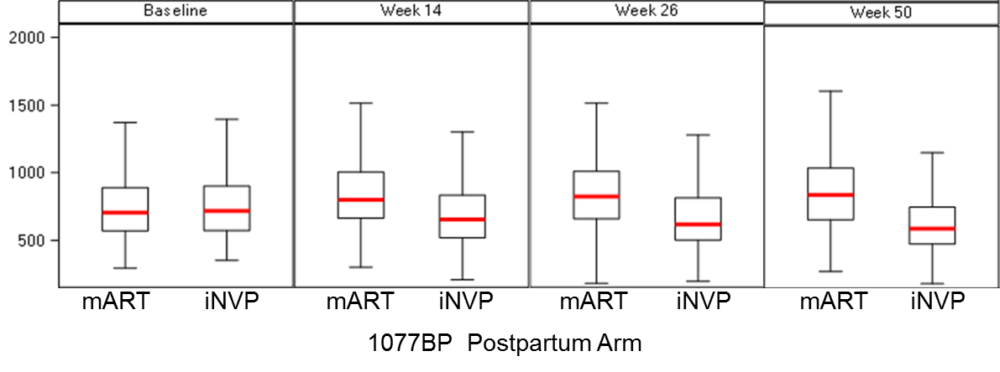 Baseline Week 14 Week 26 Week 50
2000
1500
1000
500
mART iNVP mART iNVP mART iNVP mART iNVP
1077BP Postpartum Arm